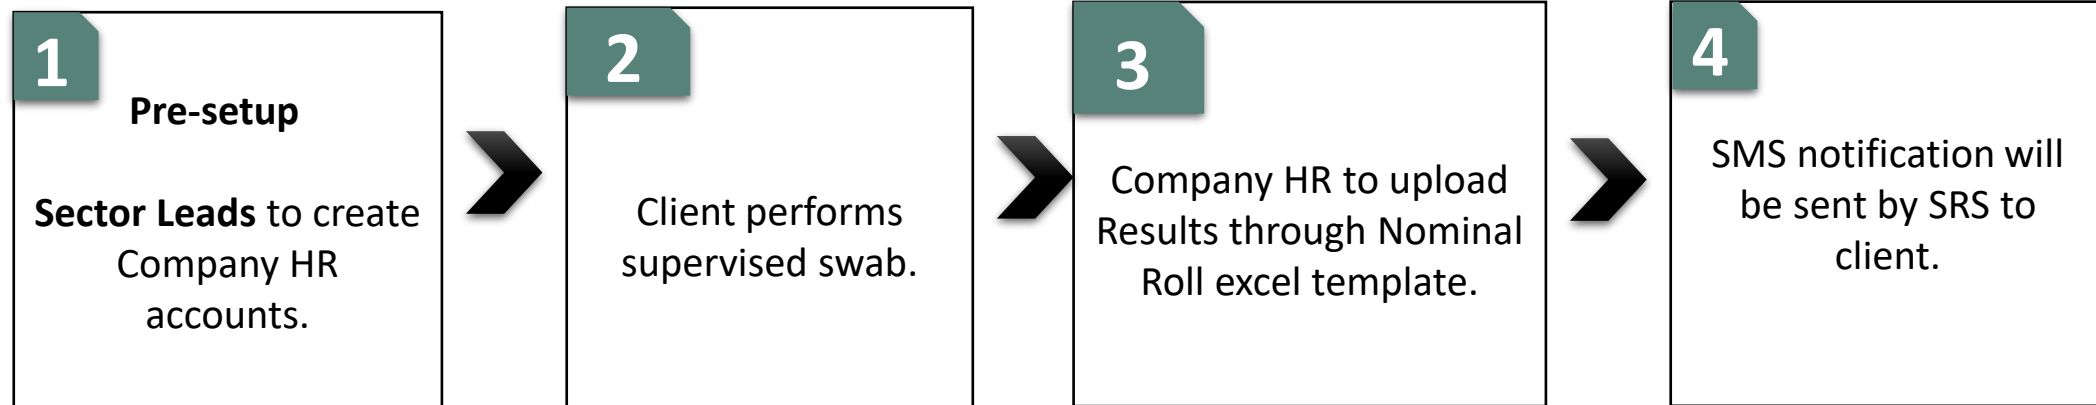 1
Pre-setup
Sector Leads to create
Company HR
accounts.
2
Client performs
supervised swab.
3
Company HR to upload
Results through Nominal
Roll excel template.
4
SMS notification will
be sent by SRS to
client.